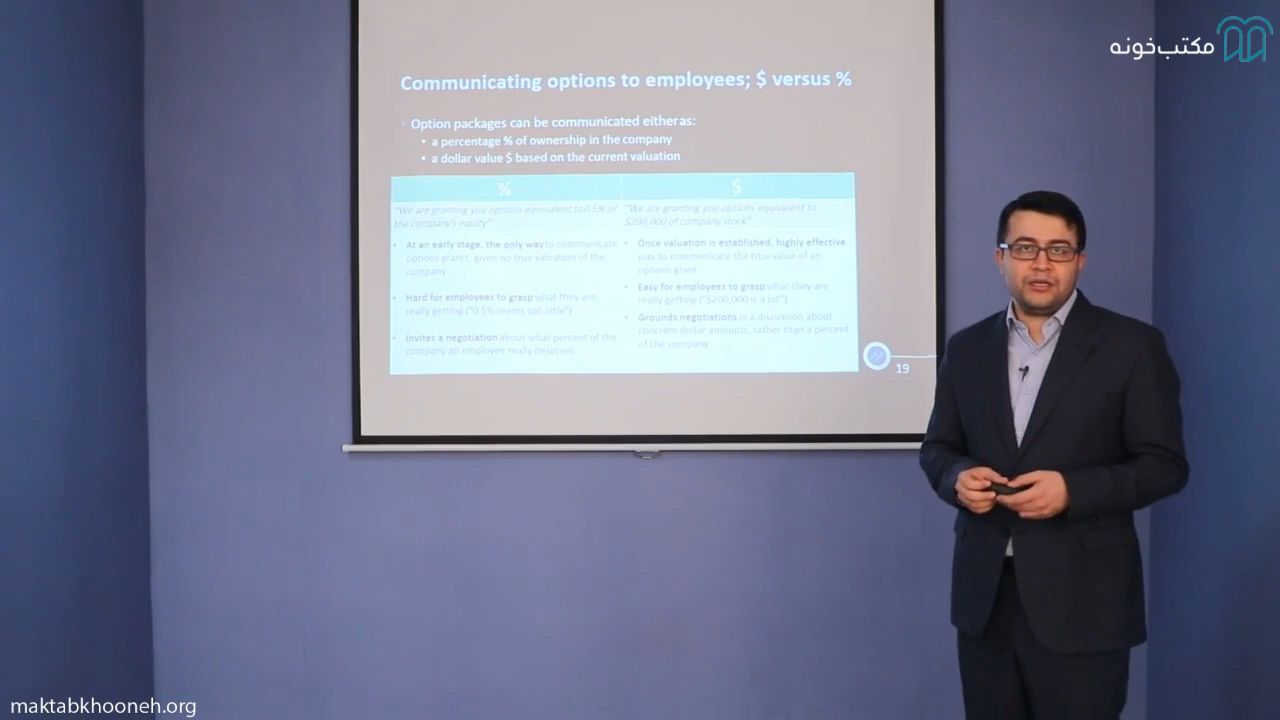 مکتب‌خونه
Communicating options to employees; $ versus %
Option packages can be communicated either as:
• a percentage % of ownership in the company
• a dollar value $ based on the current valuation
%
"We are granting you options equivalent to 0.5% of
the company's equity"
• At an early stage, the only way to communicate
options grants, given no true valuation of the
company
• Hard for employees to grasp what they are
really getting ("0.5% seems too little")
• Invites a negotiation about what percent of the
company an employee really deserves
$
"We are granting you options equivalent to
$200,000 of company stock"
• Once valuation is established, highly effective
way to communicate the true value of an
options grant
• Easy for employees to grasp what they are
really getting ("$200,000 is a lot")
• Grounds negotiations in a discussion about
concrete dollar amounts, rather than a percent
of the company
19
maktabkhooneh.org